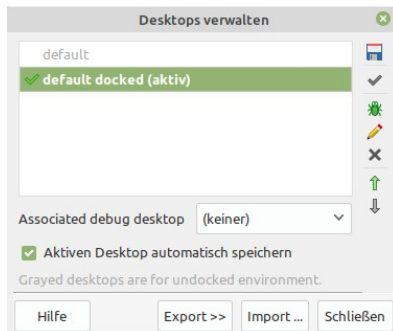 Desktops verwalten
default
default docked (aktiv)
Associated debug desktop (keiner)
Aktiven Desktop automatisch speichern
Grayed desktops are for undocked environment.
Hilfe Export >> Import ... Schließen